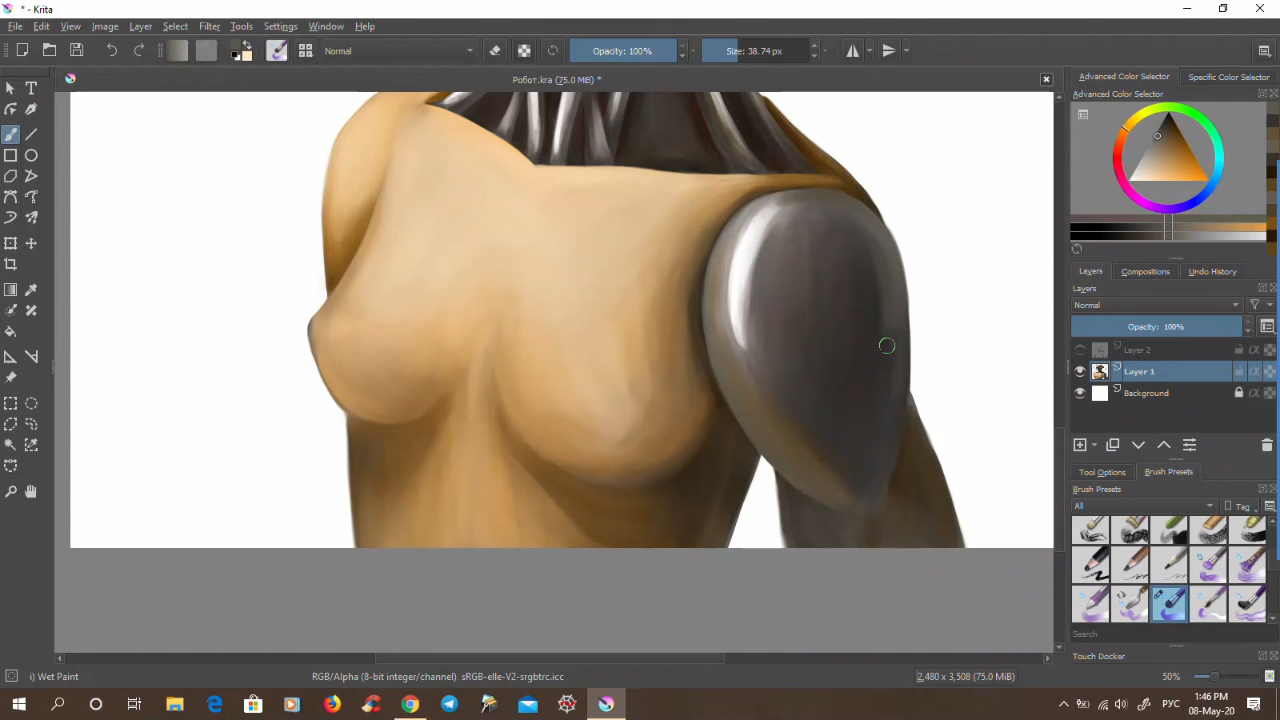 * - Krita
File Edit View Image Layer Select Filter Tools Settings Window Help
Normal Opacity: 100% Size: 38.74 px
Робот.kra (75.0 MiB) *
Advanced Color Selector Specific Color Selector
Advanced Color Selector
Layers Compositions Undo History
Layers
Normal
Opacity: 100%
Layer 2
Layer 1
Background
Tool Options Brush Presets
Brush Presets
All Tag
Search
Touch Docker
i) Wet Paint RGB/Alpha (8-bit integer/channel) sRGB-elle-V2-srgbtrc.icc 2,480 x 3,508 (75.0 MiB) 50%
РУС 1:46 PM
08-May-20